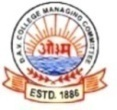 D.A.V. COLLEGE MANAGING COMMITTEE
ओ३म्
ESTD. 1886